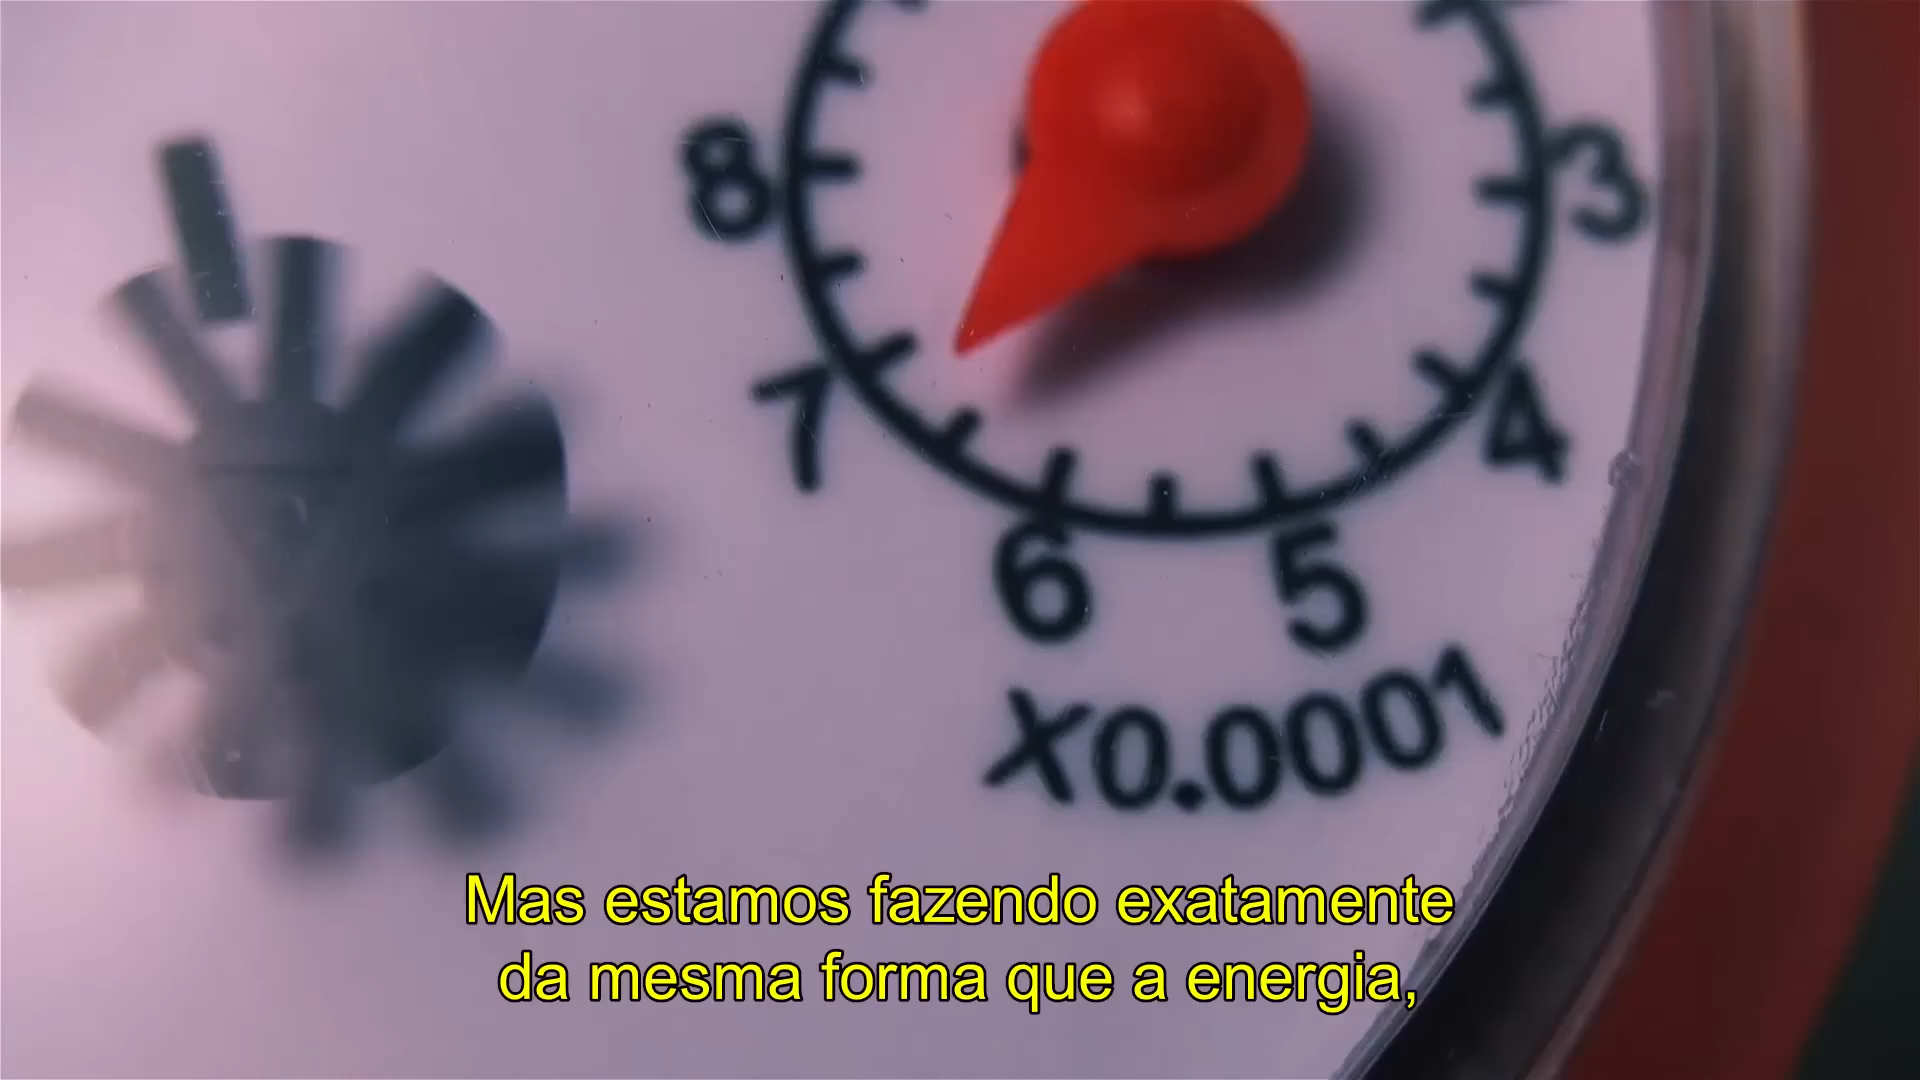 8
3
7
4
6
5
X0.0001
Mas estamos fazendo exatamente
da mesma forma que a energia,